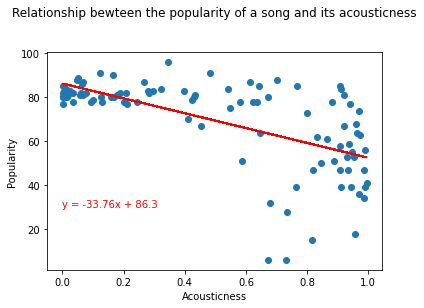 Relationship bewteen the popularity of a song and its acousticness
100
80
60
40
20
Popularity
y = -33.76x + 86.3
0.0 0.2 0.4 0.6 0.8 1.0
Acousticness